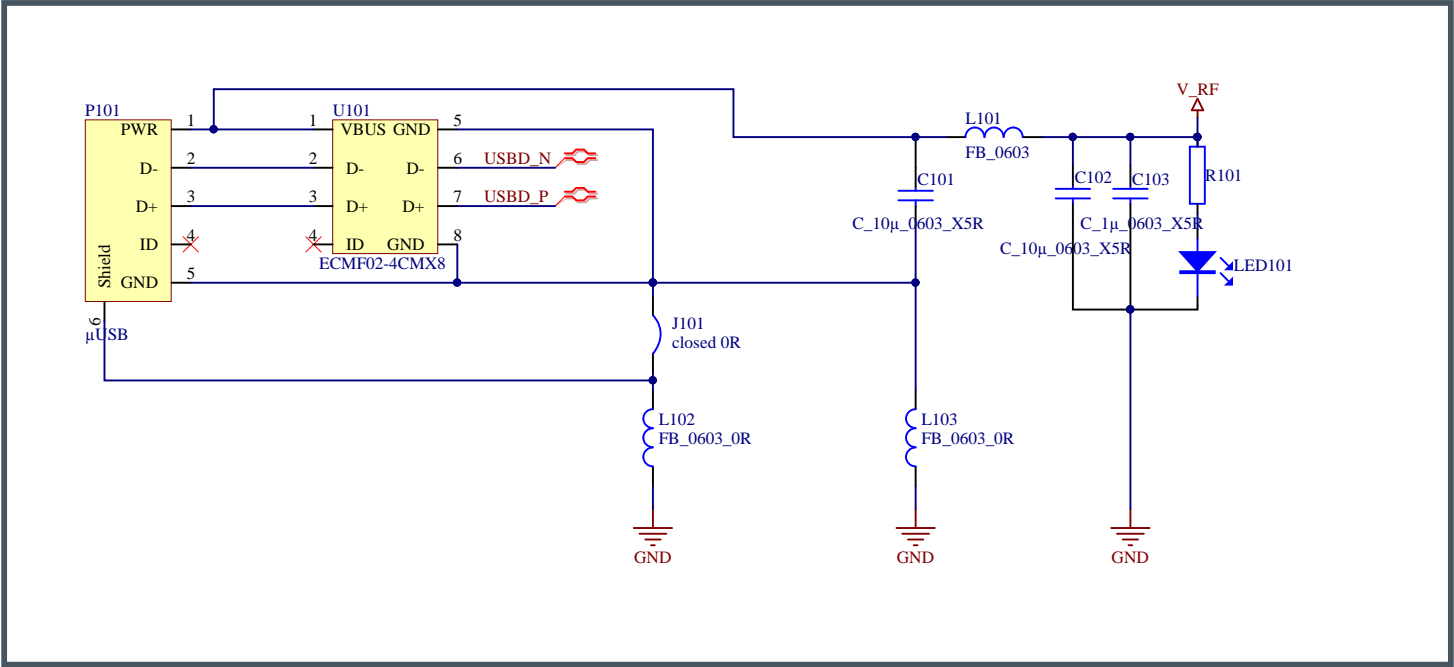 V_RF
P101
U101
L101
FB_0603
PWR 1
1 VBUS GND 5
D- 2
2 D- D- 6 USBD_N
D+ 3
3 D+ D+ 7 USBD_P
ID 4
4 ID GND 8
Shield
GND 5
ECMF02-4CMX8
6
µUSB
C101
C_10µ_0603_X5R
C102
C_10µ_0603_X5R
C103
C_1µ_0603_X5R
R101
LED101
J101
closed 0R
L102
FB_0603_0R
L103
FB_0603_0R
GND
GND
GND